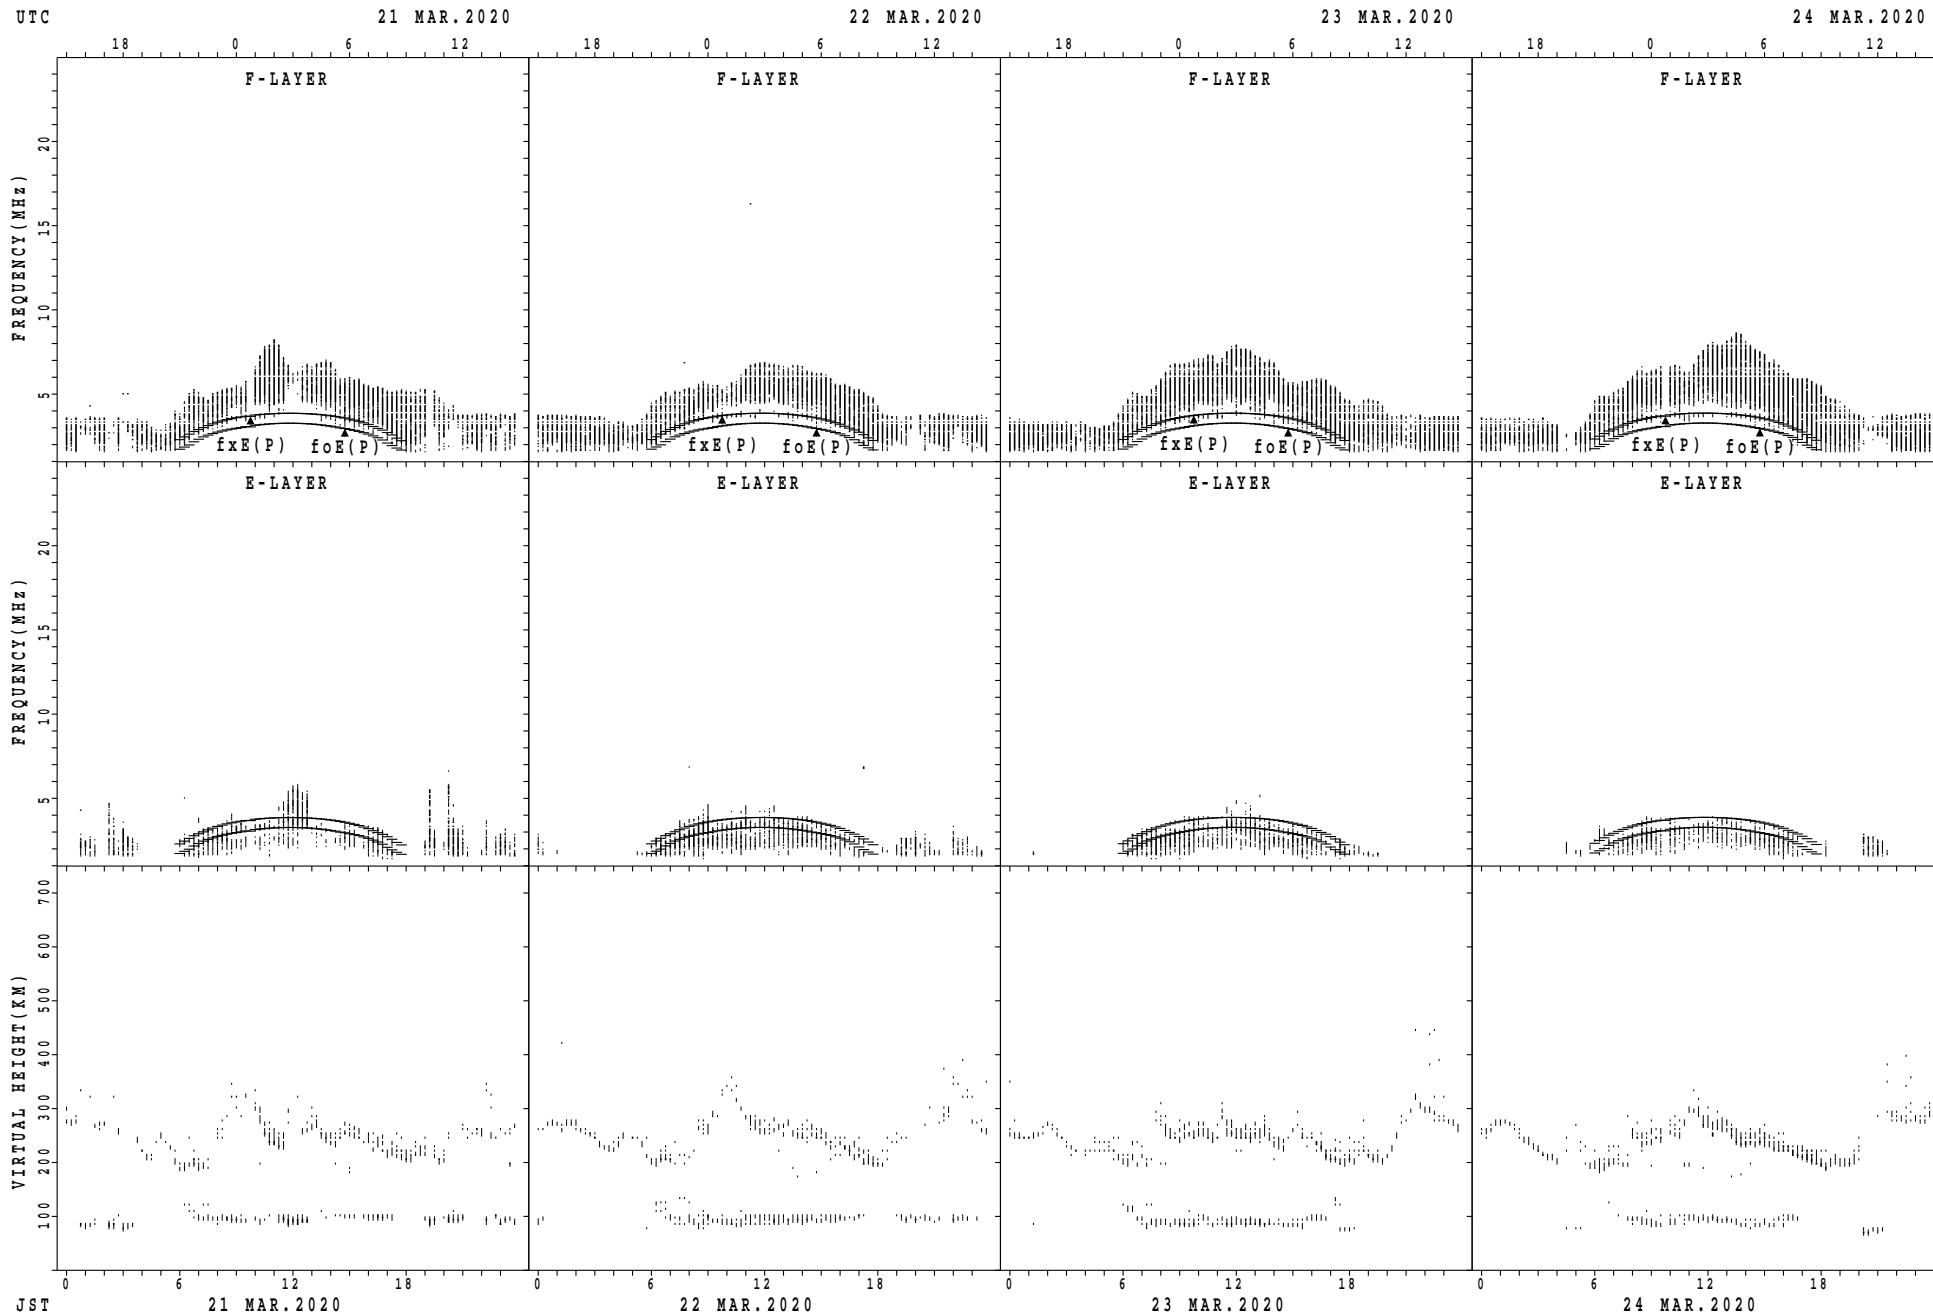 UTC 21 MAR.2020 22 MAR.2020 23 MAR.2020 24 MAR.2020
18 0 6 12 18 0 6 12 18 0 6 12 18 0 6 12
F-LAYER F-LAYER F-LAYER F-LAYER
FREQUENCY(MHz)
20
15
10
5
fxE(P) foE(P) fxE(P) foE(P) fxE(P) foE(P) fxE(P) foE(P)
E-LAYER E-LAYER E-LAYER E-LAYER
FREQUENCY(MHz)
20
15
10
5
VIRTUAL HEIGHT(KM)
700
600
500
400
300
200
100
0 6 12 18 0 6 12 18 0 6 12 18 0 6 12 18
JST 21 MAR.2020 22 MAR.2020 23 MAR.2020 24 MAR.2020